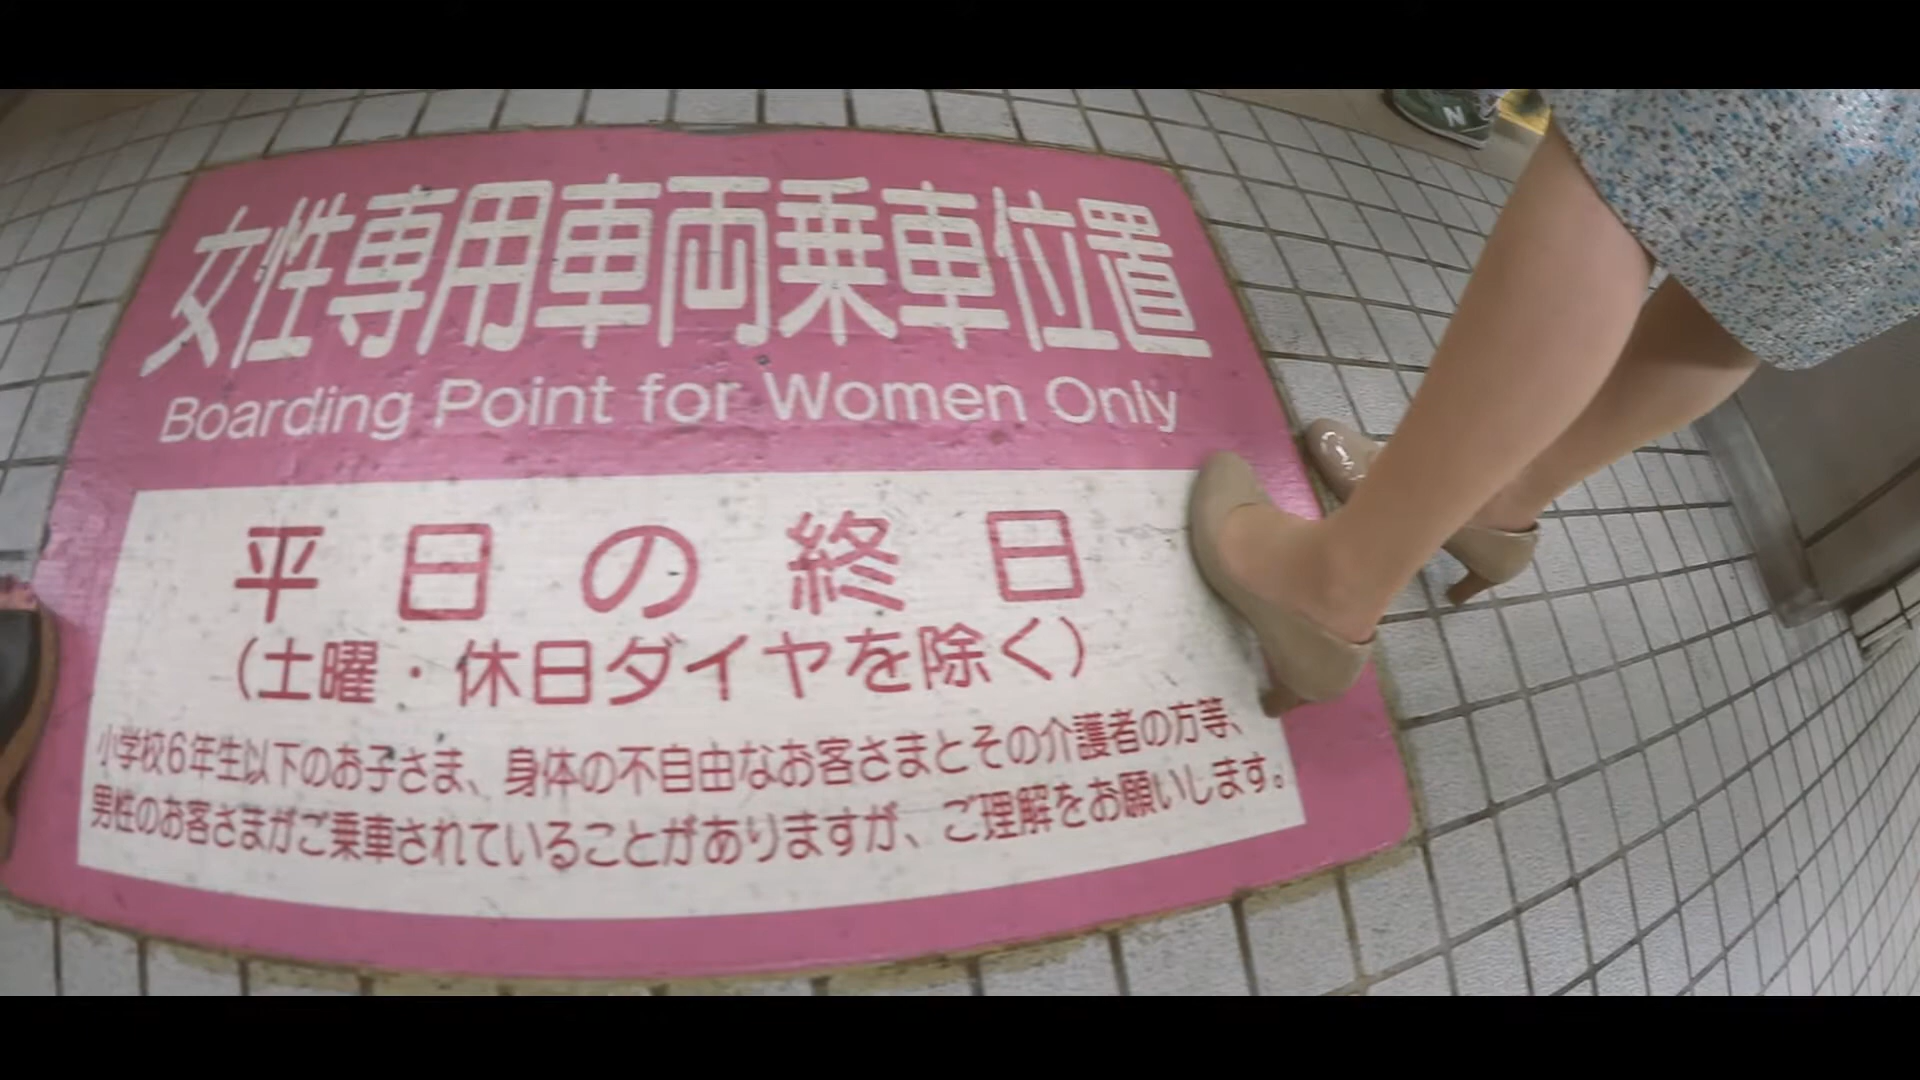 女性専用車両乗車位置
Boarding Point for Women Only
平日の終日
(土曜・休日ダイヤを除く)
小学校6年生以下のお子さま、身体の不自由なお客さまとその介護者の方等、
男性のお客さまがご乗車されていることがありますが、ご理解をお願いします。
N